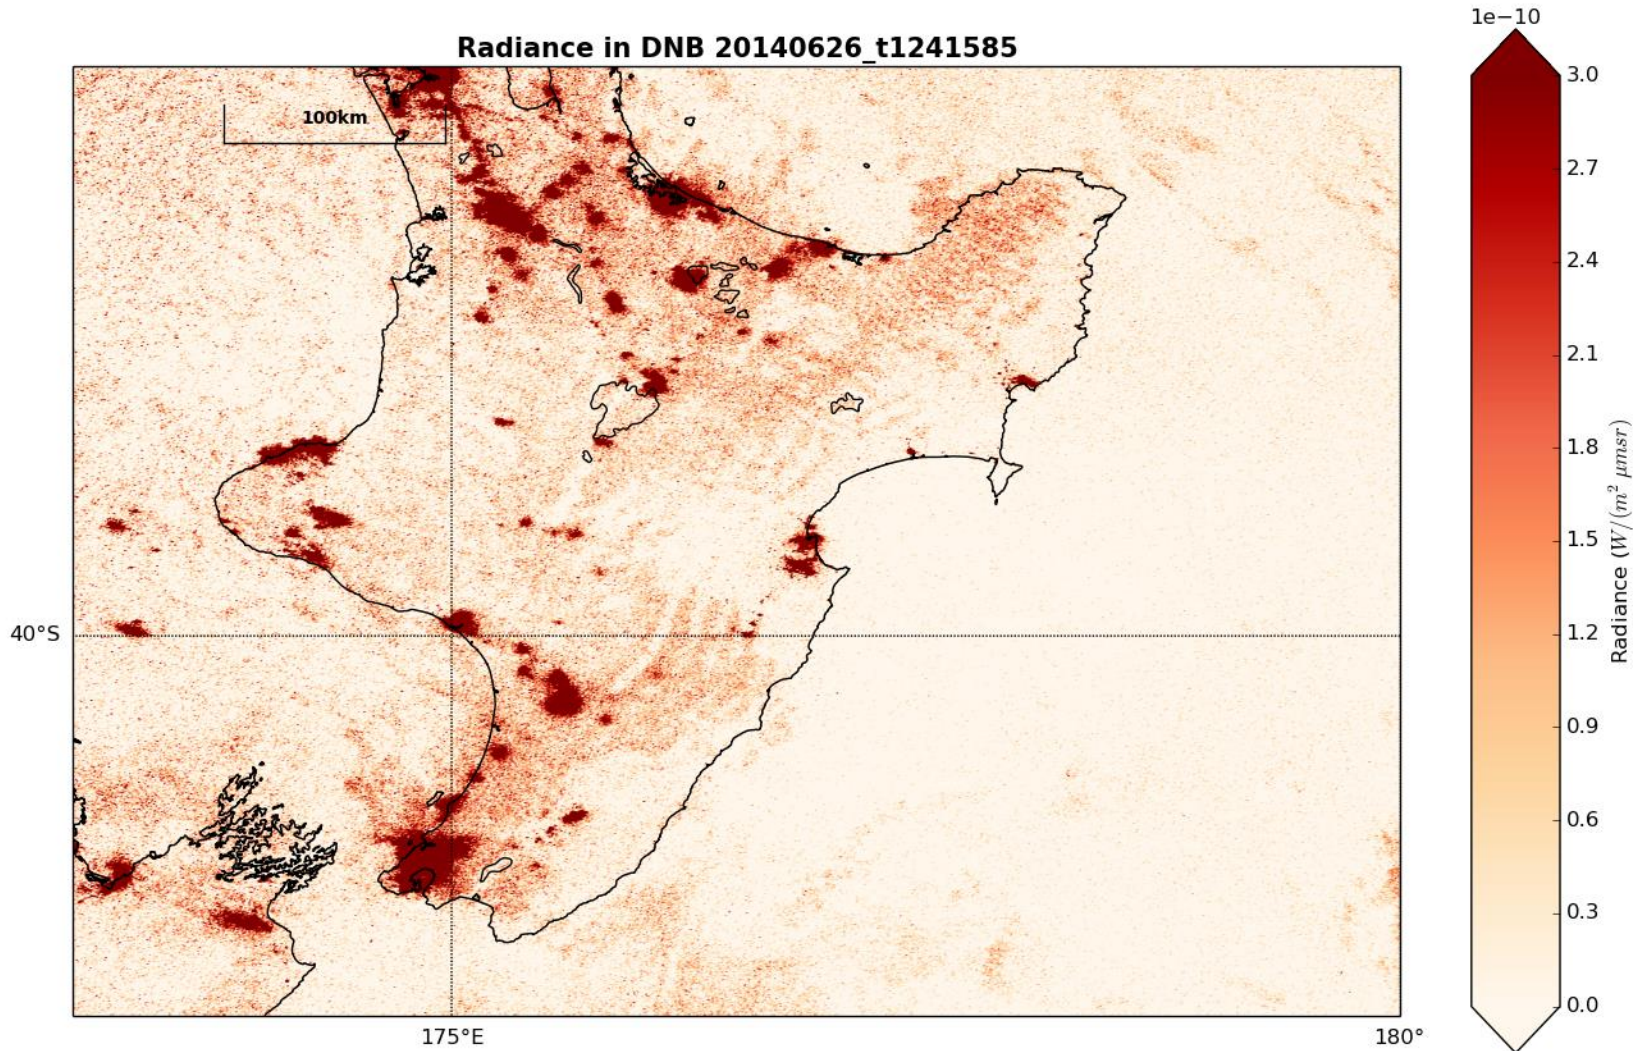 1e−10
Radiance in DNB 20140626_t1241585
100km
40°S
175°E
180°
3.0
2.7
2.4
2.1
1.8
1.5
1.2
0.9
0.6
0.3
0.0
Radiance (W/(m² μmsr)